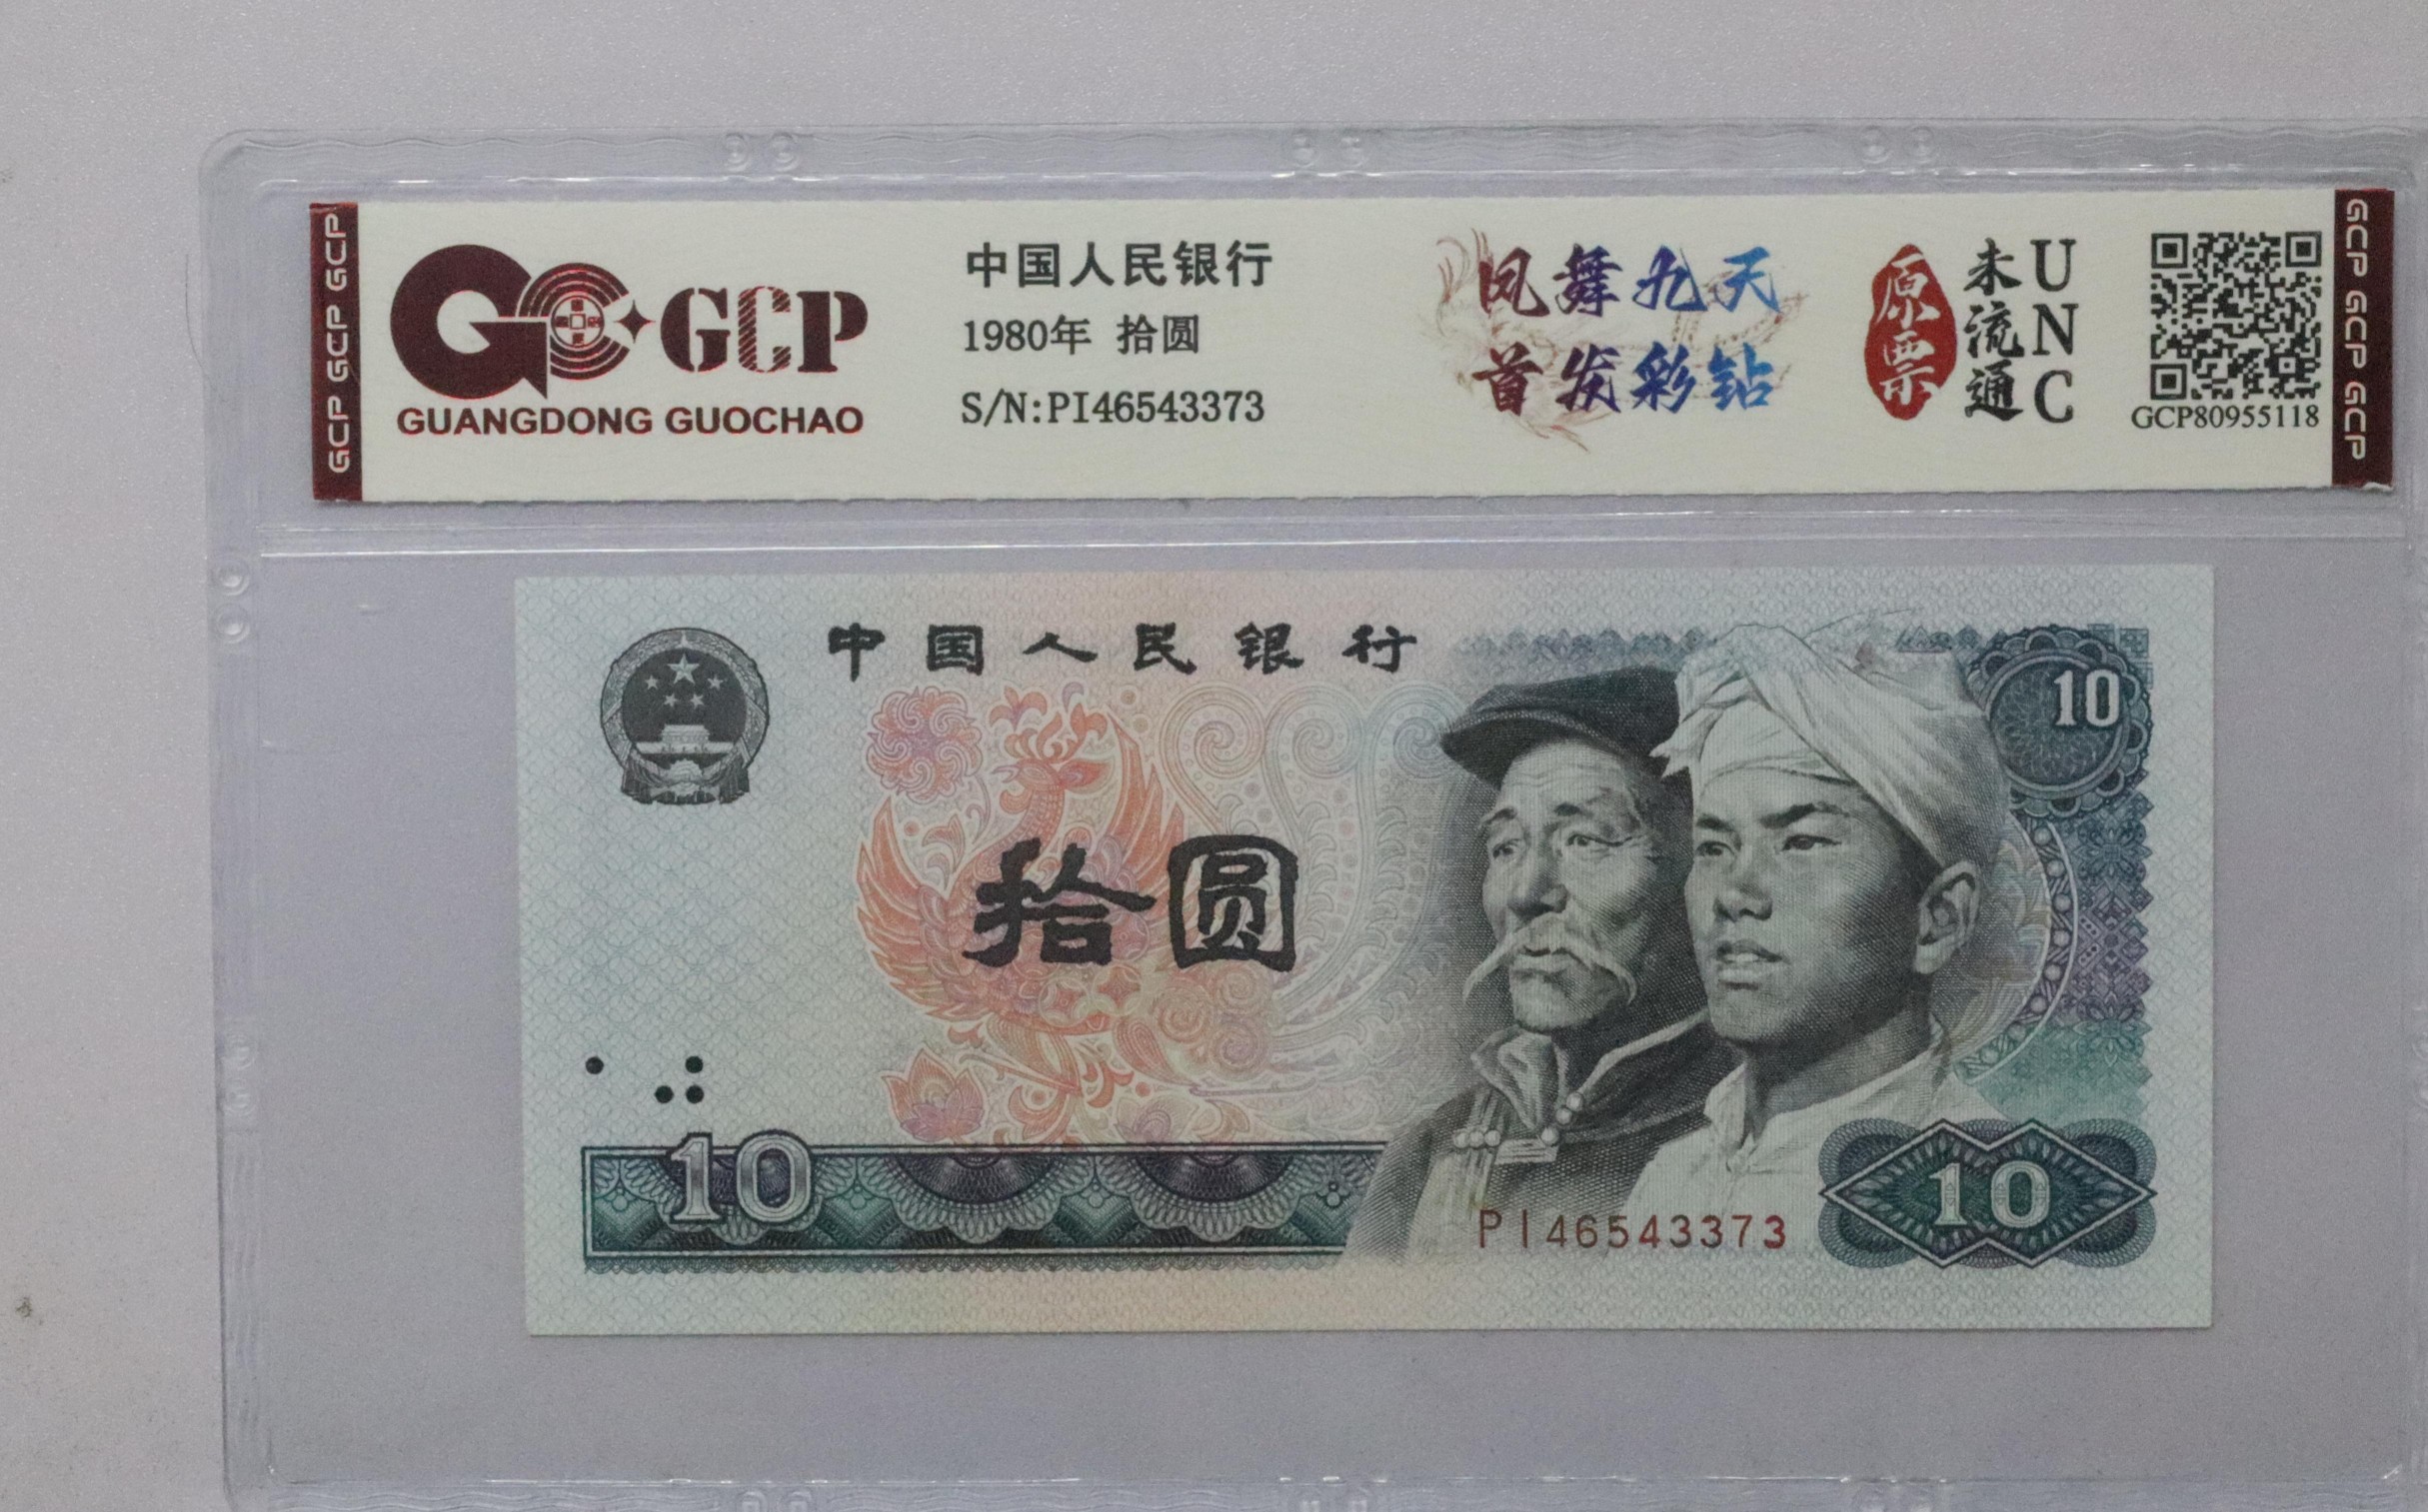 GCP GCP GCP
GCP
GUANGDONG GUOCHAO
中国人民银行
1980年 拾圆
S/N:PI46543373
凤舞九天
首发彩钻
原票
未流通
UNC
GCP80955118
GCP GCP GCP
中国人民银行
10
拾圆
10
PI46543373
10